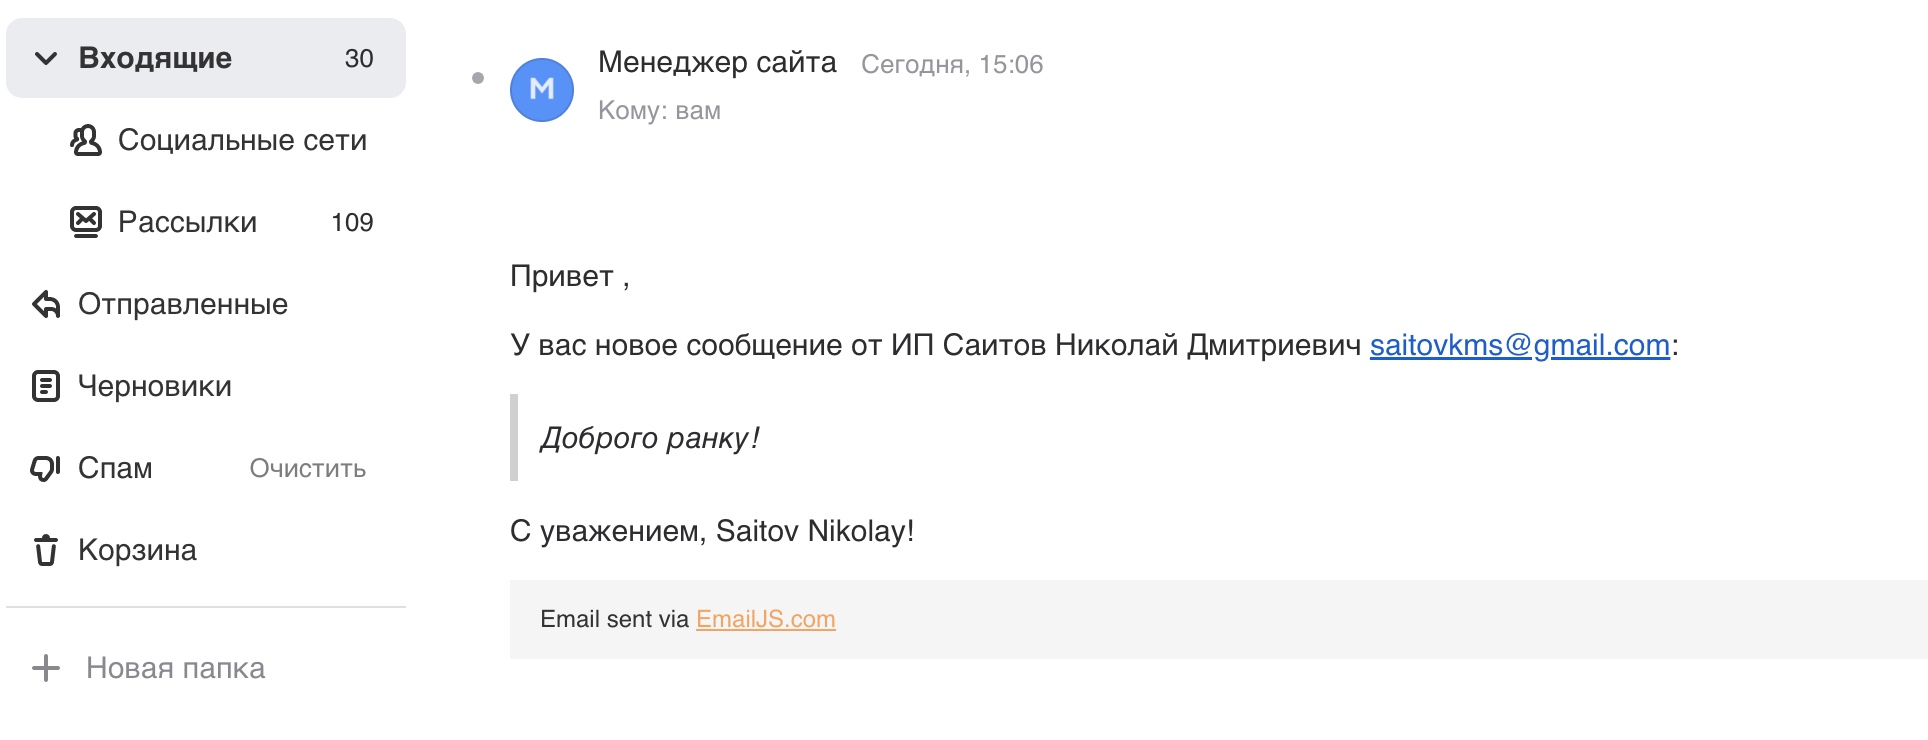 Входящие 30
Социальные сети
Рассылки 109
Отправленные
Черновики
Спам Очистить
Корзина
Новая папка
М
Менеджер сайта Сегодня, 15:06
Кому: вам
Привет ,
У вас новое сообщение от ИП Саитов Николай Дмитриевич saitovkms@gmail.com:
Доброго ранку!
С уважением, Saitov Nikolay!
Email sent via EmailJS.com